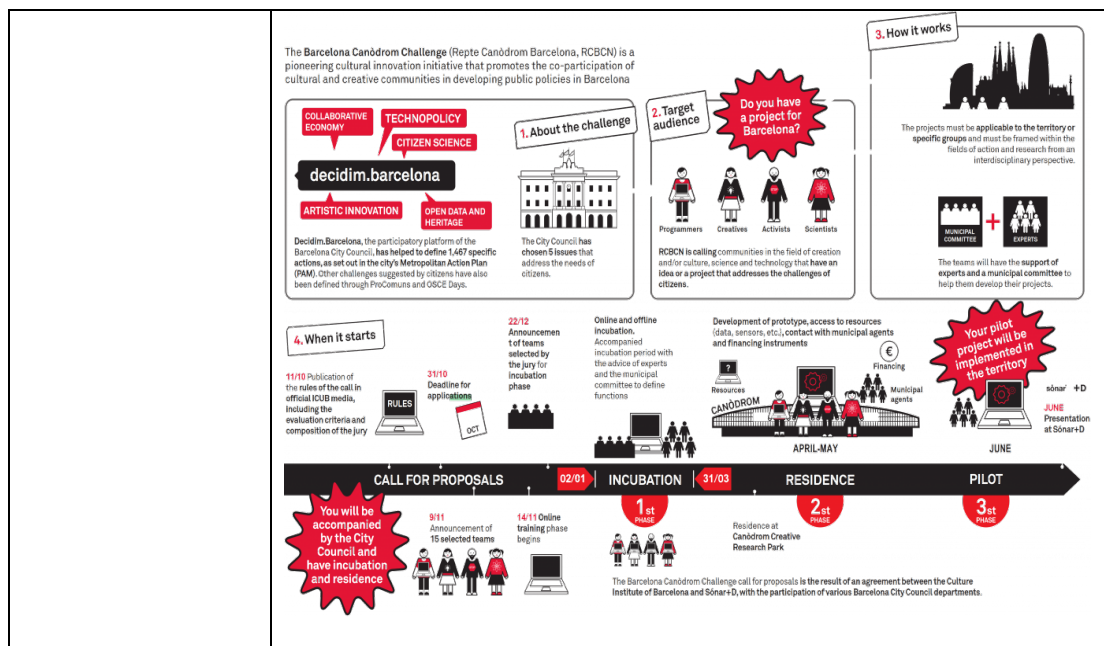 The Barcelona Canòdrom Challenge (Repte Canòdrom Barcelona, RCBCN) is a
pioneering cultural innovation initiative that promotes the co-participation of
cultural and creative communities in developing public policies in Barcelona
COLLABORATIVE
ECONOMY
TECHNOPOLICY
CITIZEN SCIENCE
decidim.barcelona
ARTISTIC INNOVATION
OPEN DATA AND
HERITAGE
Decidim.Barcelona, the participatory platform of the
Barcelona City Council, has helped to define 1,467 specific
actions, as set out in the city's Metropolitan Action Plan
(PAM). Other challenges suggested by citizens have also
been defined through ProComuns and OSCE Days.
1. About the challenge
The City Council has
chosen 5 issues that
address the needs of
citizens.
2. Target
audience
Do you have
a project for
Barcelona?
Programmers
Creatives
Activists
Scientists
RCBCN is calling communities in the field of creation
and/or culture, science and technology that have an
idea or a project that addresses the challenges of
citizens.
3. How it works
The projects must be applicable to the territory or
specific groups and must be framed within the
fields of action and research from an
interdisciplinary perspective.
MUNICIPAL
COMMITTEE
+
EXPERTS
The teams will have the support of
experts and a municipal committee to
help them develop their projects.
4. When it starts
11/10 Publication of
the rules of the call in
official ICUB media,
including the
evaluation criteria and
composition of the jury
RULES
31/10
Deadline for
applications
OCT
22/12
Announcemen
t of teams
selected by
the jury for
incubation
phase
Online and offline
incubation.
Accompanied
incubation period with
the advice of experts
and the municipal
committee to define
functions
Development of prototype, access to resources
(data, sensors, etc.), contact with municipal agents
and financing instruments
?
Resources
€
Financing
Municipal
agents
CANÒDROM
APRIL-MAY
Your pilot
project will be
implemented in
the territory
sónar +D
JUNE
Presentation
at Sónar+D
JUNE
CALL FOR PROPOSALS
02/01
INCUBATION
31/03
RESIDENCE
PILOT
You will be
accompanied
by the City
Council and
have incubation
and residence
9/11
Announcement of
15 selected teams
14/11 Online
training phase
begins
1st
PHASE
Residence at
Canòdrom Creative
Research Park
2st
PHASE
3st
PHASE
The Barcelona Canòdrom Challenge call for proposals is the result of an agreement between the Culture
Institute of Barcelona and Sónar+D, with the participation of various Barcelona City Council departments.